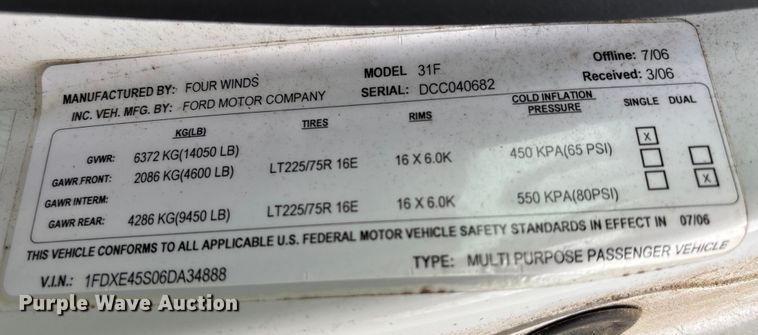 MANUFACTURED BY: FOUR WINDS MODEL 31F Offline: 7/06
INC. VEH. MFG. BY: FORD MOTOR COMPANY SERIAL: DCC040682 Received: 3/06
KG(LB) TIRES RIMS COLD INFLATION PRESSURE SINGLE DUAL
GVWR: 6372 KG(14050 LB) X
GAWR FRONT: 2086 KG(4600 LB) LT225/75R 16E 16 X 6.0K 450 KPA(65 PSI)
GAWR INTERM: X
GAWR REAR: 4286 KG(9450 LB) LT225/75R 16E 16 X 6.0K 550 KPA(80PSI)
THIS VEHICLE CONFORMS TO ALL APPLICABLE U.S. FEDERAL MOTOR VEHICLE SAFETY STANDARDS IN EFFECT IN 07/06
V.I.N.: 1FDXE45S06DA34888 TYPE: MULTI PURPOSE PASSENGER VEHICLE
Purple Wave Auction